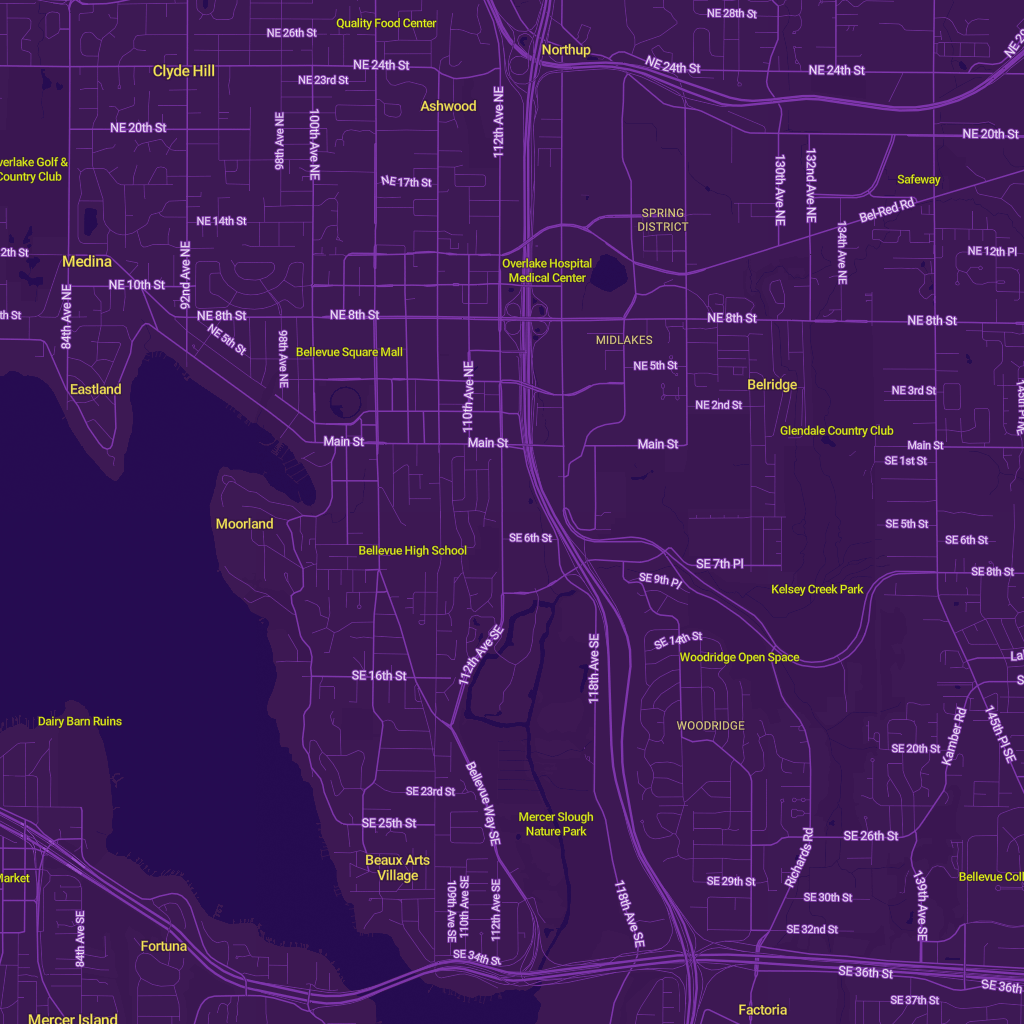 NE 28th St
Quality Food Center
NE 26th St
NE 29
Northup
Clyde Hill
NE 24th St
NE 24th St
NE 24th St
NE 23rd St
Ashwood
112th Ave NE
NE 20th St
98th Ave NE
100th Ave NE
NE 20th St
verlake Golf &
Country Club
NE 17th St
130th Ave NE
132nd Ave NE
Safeway
NE 14th St
SPRING
DISTRICT
Bel-Red Rd
134th Ave NE
2th St
NE 12th Pl
Medina
92nd Ave NE
Overlake Hospital
Medical Center
NE 10th St
84th Ave NE
th St
NE 8th St
NE 8th St
NE 8th St
NE 8th St
NE 5th St
98th Ave NE
Bellevue Square Mall
MIDLAKES
NE 5th St
Eastland
110th Ave NE
Belridge
NE 3rd St
NE 2nd St
145th Pl NE
Glendale Country Club
Main St
Main St
Main St
Main St
SE 1st St
Moorland
SE 5th St
SE 6th St
SE 6th St
Bellevue High School
SE 7th Pl
SE 8th St
SE 9th Pl
Kelsey Creek Park
112th Ave SE
118th Ave SE
SE 14th St
Woodridge Open Space
La
SE 16th St
S
Dairy Barn Ruins
WOODRIDGE
Kamber Rd
145th Pl SE
SE 20th St
Bellevue Way SE
SE 23rd St
SE 25th St
Mercer Slough
Nature Park
SE 26th St
Richards Rd
Beaux Arts
Village
Market
SE 29th St
Bellevue Coll
109th Ave SE
110th Ave SE
112th Ave SE
118th Ave SE
139th Ave SE
SE 30th St
84th Ave SE
SE 32nd St
Fortuna
SE 34th St
SE 36th St
SE 36th
SE 37th St
Factoria
Mercer Island